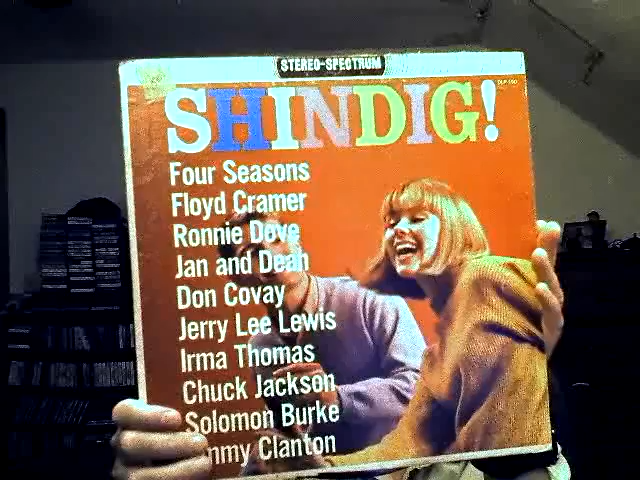 STEREO-SPECTRUM
SHINDIG!
Four Seasons
Floyd Cramer
Ronnie Dove
Jan and Dean
Don Covay
Jerry Lee Lewis
Irma Thomas
Chuck Jackson
Solomon Burke
mmy Clanton